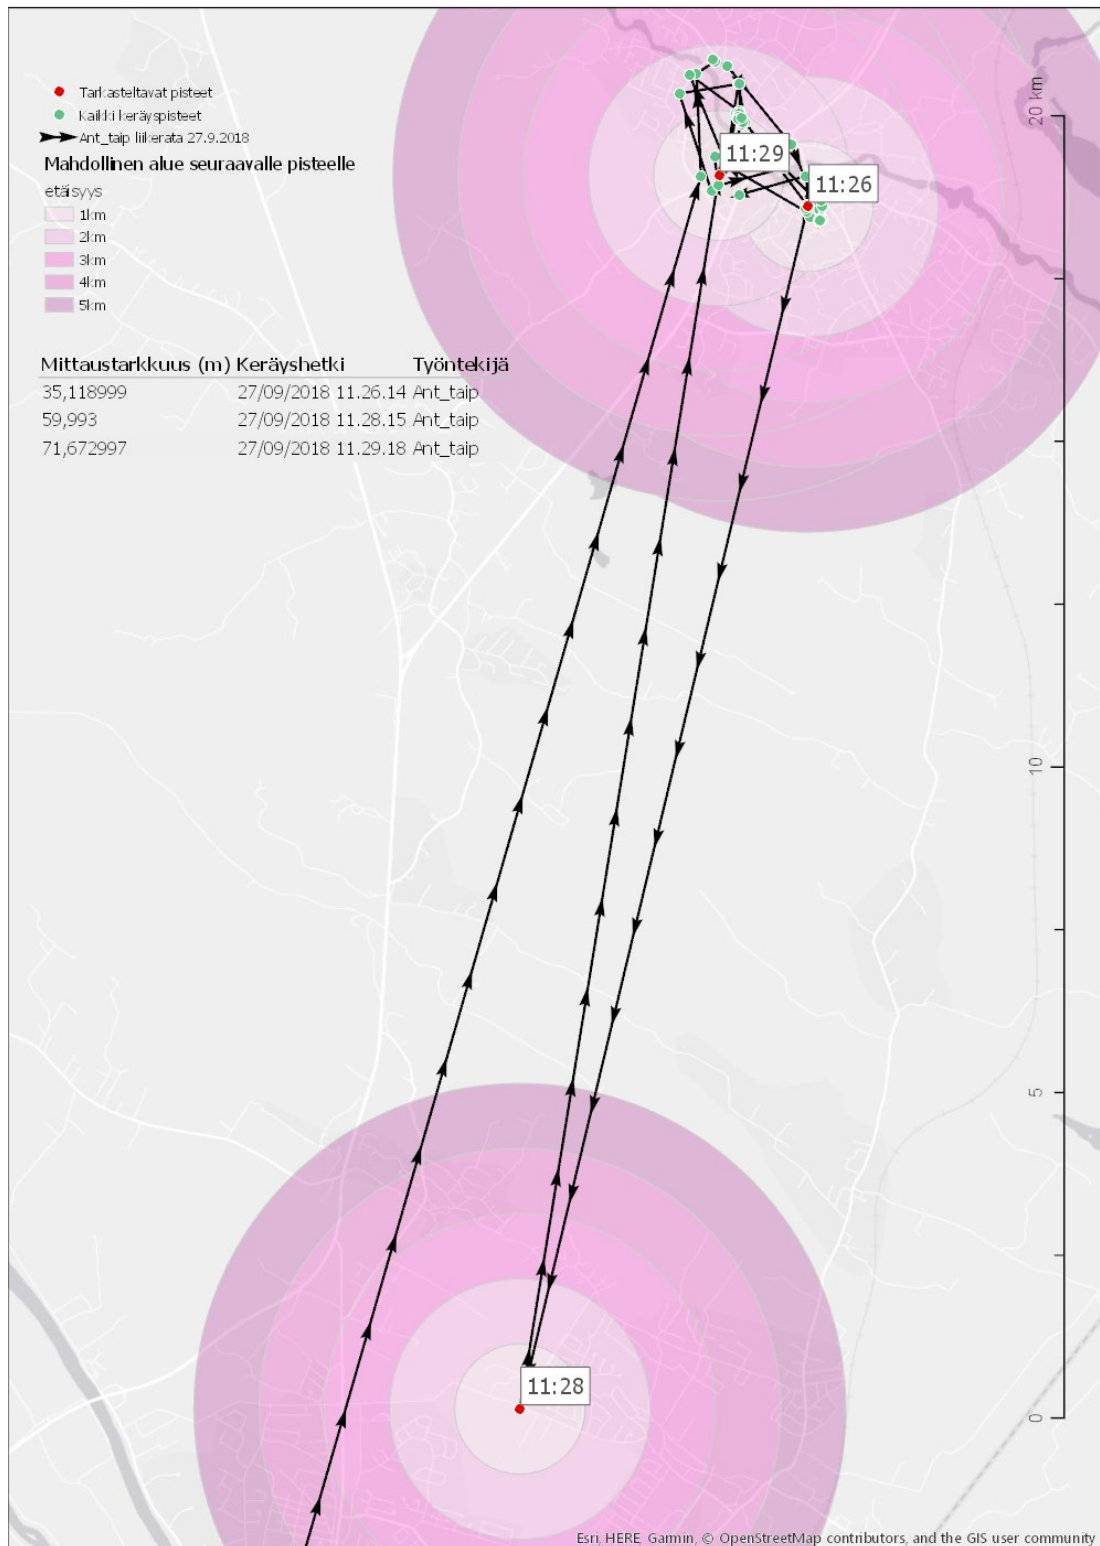 Tarkasteltavat pisteet
Kaikki keräyspisteet
Ant_taip liikerata 27.9.2018
Mahdollinen alue seuraavalle pisteelle
etäisyys
1km
2km
3km
4km
5km
Mittaustarkkuus (m) Keräyshetki Työntekijä
35,118999 27/09/2018 11.26.14 Ant_taip
59,993 27/09/2018 11.28.15 Ant_taip
71,672997 27/09/2018 11.29.18 Ant_taip
11:29
11:26
11:28
20 km
10
5
0
Esri, HERE, Garmin, © OpenStreetMap contributors, and the GIS user community